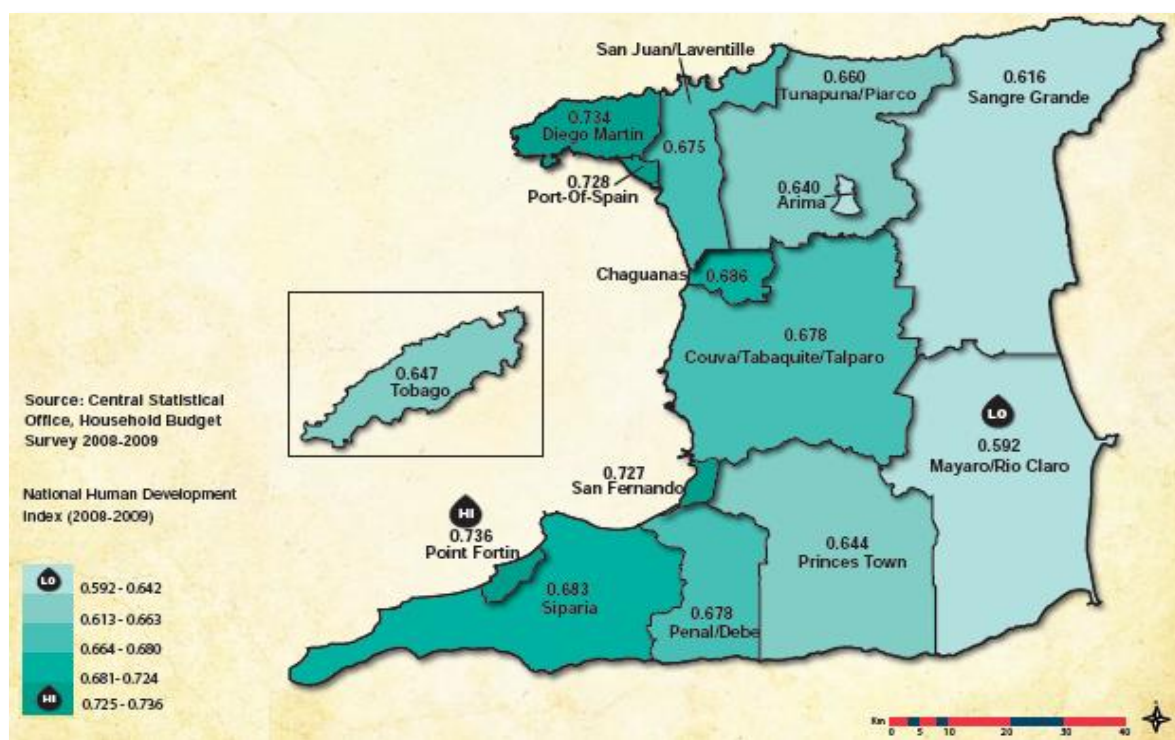 San Juan/Laventille
0.660
Tunapuna/Piarco
0.616
Sangre Grande
0.734
Diego Martin
0.675
0.728
Port-Of-Spain
0.640
Arima
Chaguanas
0.686
0.678
Couva/Tabaquite/Talparo
0.647
Tobago
Source: Central Statistical
Office, Household Budget
Survey 2008-2009
LO
0.592
Mayaro/Rio Claro
0.727
San Fernando
National Human Development
Index (2008-2009)
HI
0.736
Point Fortin
0.644
Princes Town
0.683
Siparia
0.678
Penal/Debe
LO
0.592 - 0.642
0.613 - 0.663
0.664 - 0.680
0.681- 0.724
HI
0.725 - 0.736
Km
0 5 10 20 30 40